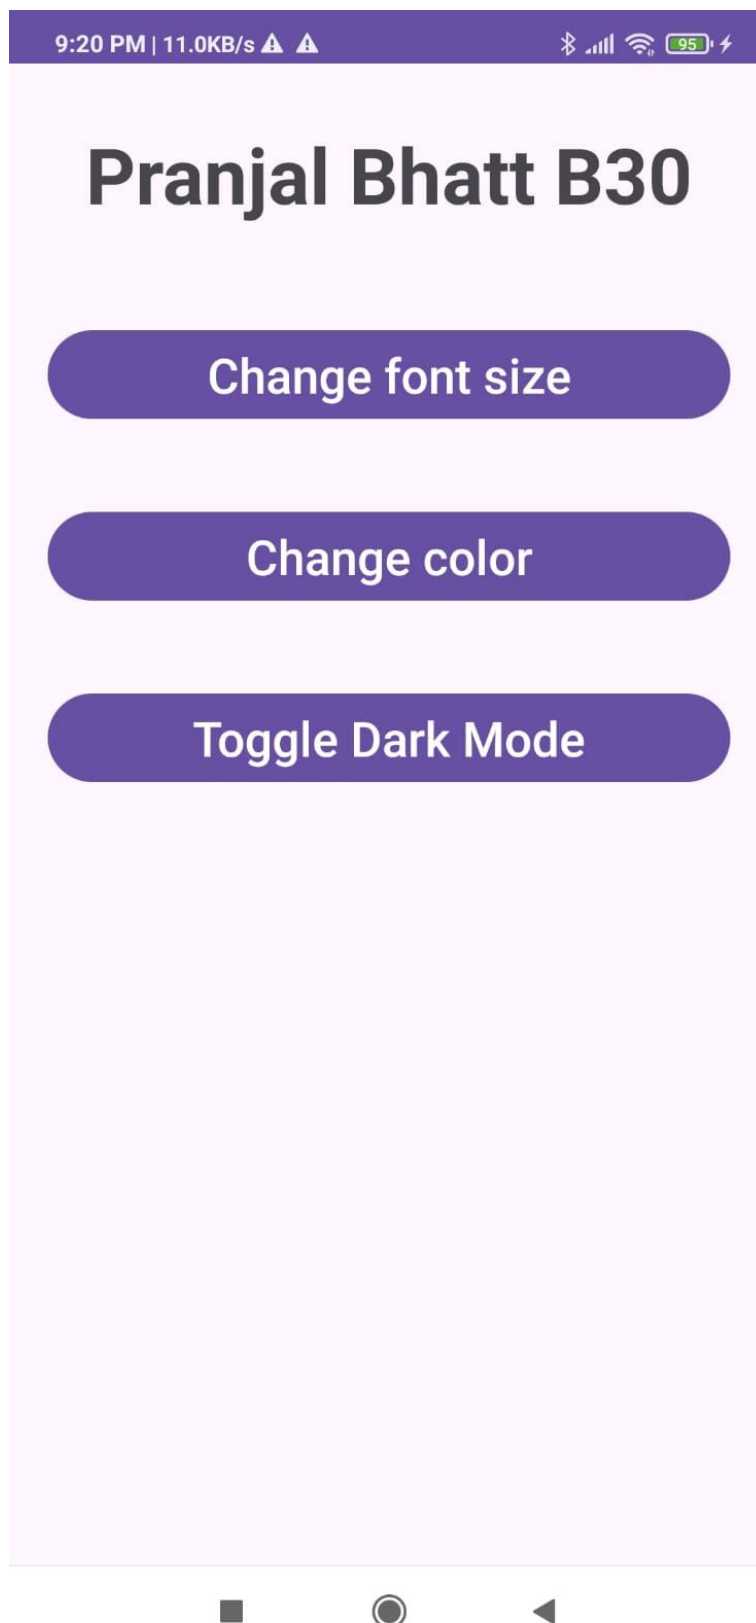 9:20 PM | 11.0KB/s 95
Pranjal Bhatt B30
Change font size
Change color
Toggle Dark Mode